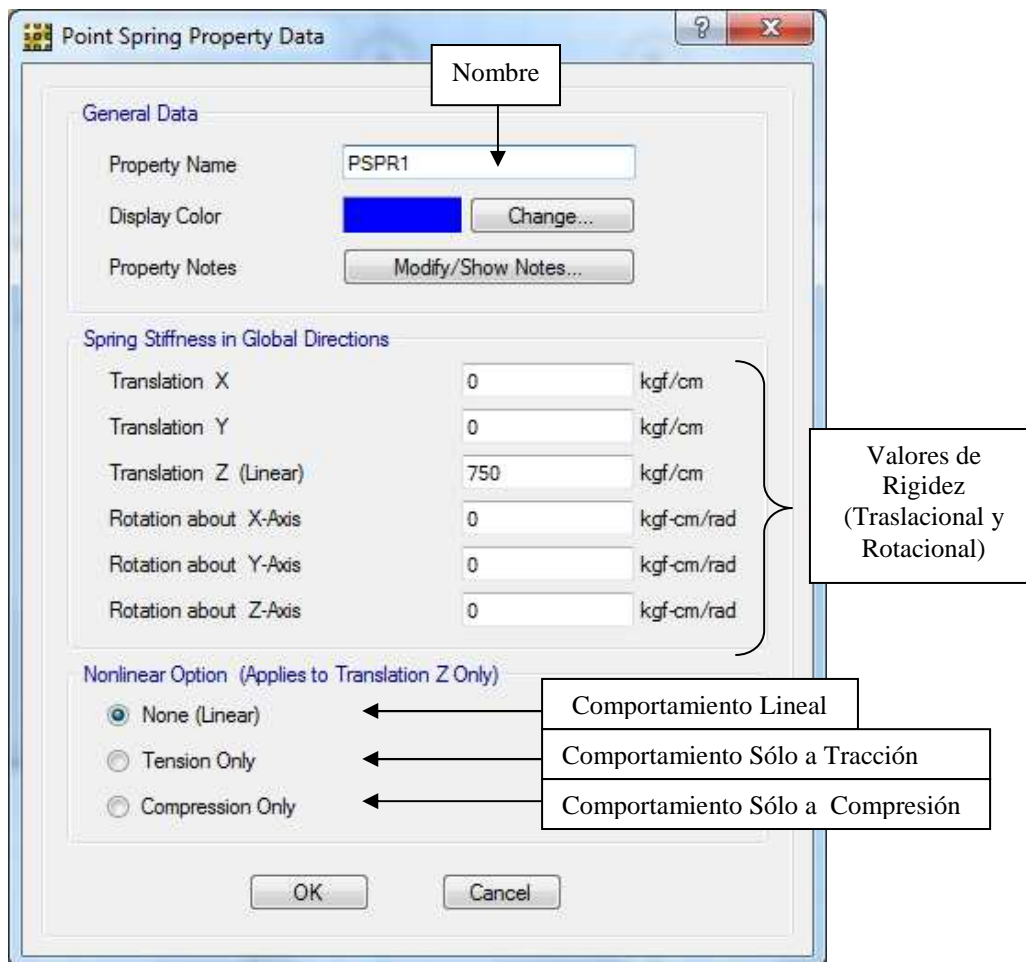 Point Spring Property Data
Nombre
General Data
Property Name PSPR1
Display Color Change...
Property Notes Modify/Show Notes...
Spring Stiffness in Global Directions
Translation X 0 kgf/cm
Translation Y 0 kgf/cm
Translation Z (Linear) 750 kgf/cm
Rotation about X-Axis 0 kgf-cm/rad
Rotation about Y-Axis 0 kgf-cm/rad
Rotation about Z-Axis 0 kgf-cm/rad
Valores de
Rigidez
(Traslacional y
Rotacional)
Nonlinear Option (Applies to Translation Z Only)
None (Linear) Comportamiento Lineal
Tension Only Comportamiento Sólo a Tracción
Compression Only Comportamiento Sólo a Compresión
OK Cancel